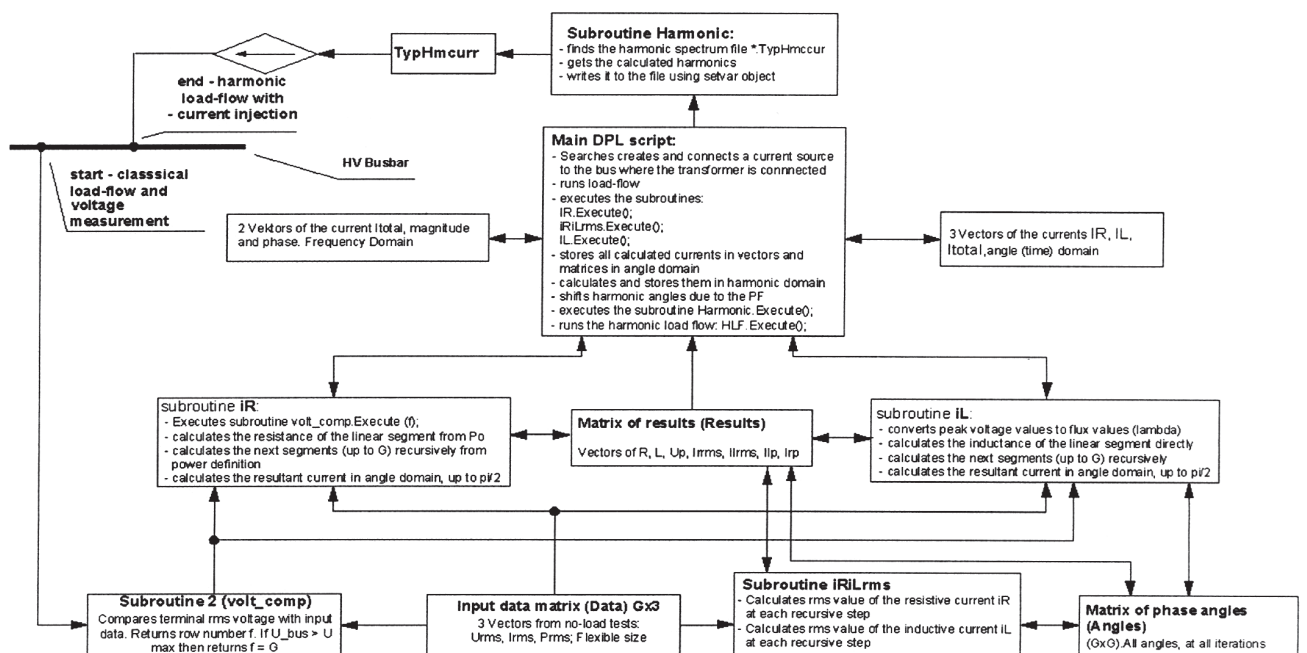 Subroutine Harmonic:
- finds the harmonic spectrum file *.TypHmccur
- gets the calculated harmonics
- writes it to the file using setvar object
TypHmcurr
end - harmonic
load-flow with
- current injection
HV Busbar
start - classsical
load-flow and
voltage
measurement
Main DPL script:
- Searches creates and connects a current source
to the bus where the transformer is connnected
- runs load-flow
- executes the subroutines:
IR.Execute();
IRiLrms.Execute();
IL.Execute();
- stores all calculated currents in vectors and
matrices in angle domain
- calculates and stores them in harmonic domain
- shifts harmonic angles due to the PF
- executes the subroutine Harmonic.Execute();
- runs the harmonic load flow: HLF.Execute();
2 Vektors of the current Itotal, magnitude
and phase. Frequency Domain
3 Vectors of the currents IR, IL,
Itotal,angle (time) domain
subroutine iR:
- Executes subroutine volt_comp.Execute (f);
- calculates the resistance of the linear segment from Po
- calculates the next segments (up to G) recursively from
power definition
- calculates the resultant current in angle domain, up to pi/2
Matrix of results (Results)
Vectors of R, L, Up, Irrms, Ilrms, Ilp, Irp
subroutine iL:
- converts peak voltage values to flux values (lambda)
- calculates the inductance of the linear segment directly
- calculates the next segments (up to G) recursively
- calculates the resultant current in angle domain, up to pi/2
Subroutine 2 (volt_comp)
Compares terminal rms voltage with input
data. Returns row number f. If U_bus > U
max then returns f = G
Input data matrix (Data) Gx3
3 Vectors from no-load tests:
Urms, Irms, Prms; Flexible size
Subroutine iRiLrms
- Calculates rms value of the resistive current iR
at each recursive step
- Calculates rms value of the inductive current iL
at each recursive step
Matrix of phase angles
(Angles)
(GxG).All angles, at all iterations